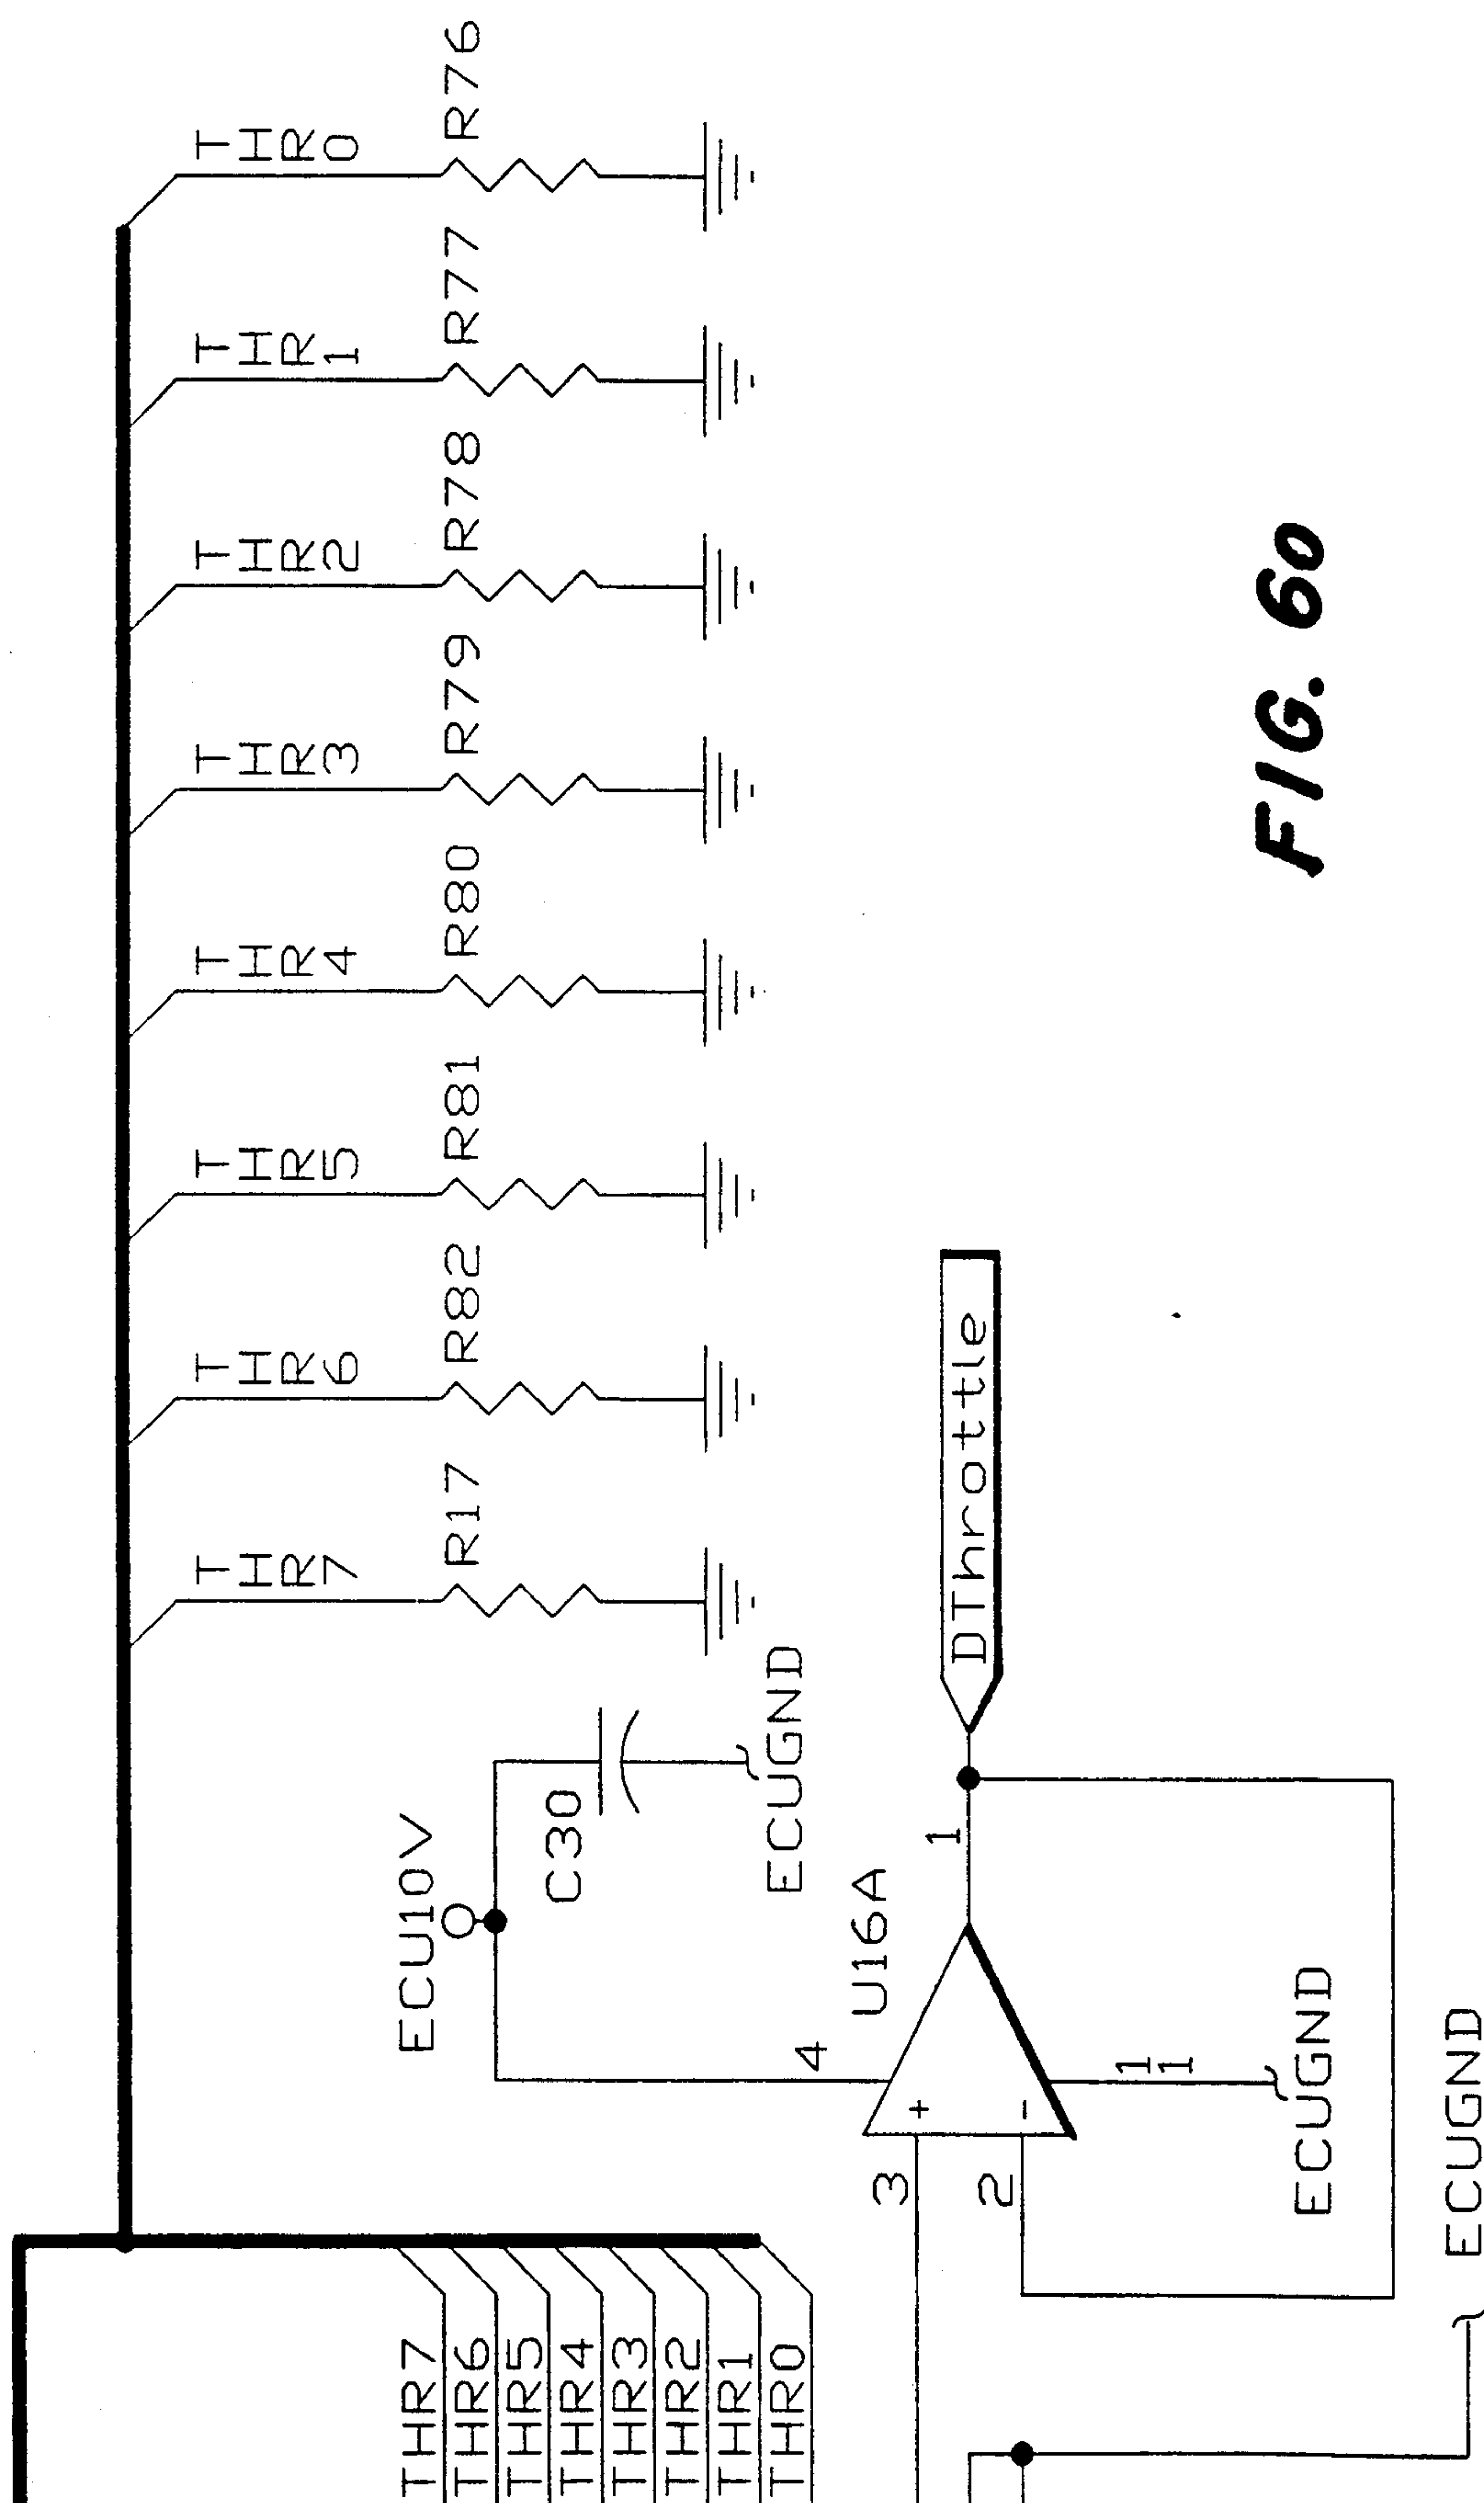 THR7
THR6
THR5
THR4
THR3
THR2
THR1
THR0
R17
R82
R81
R80
R79
R78
R77
R76
ECU10V
C30
ECUGND
THR7
THR6
THR5
THR4
THR3
THR2
THR1
THR0
4
U16A
3
+
1
DThrottle
2
-
11
ECUGND
ECUGND
FIG. 60